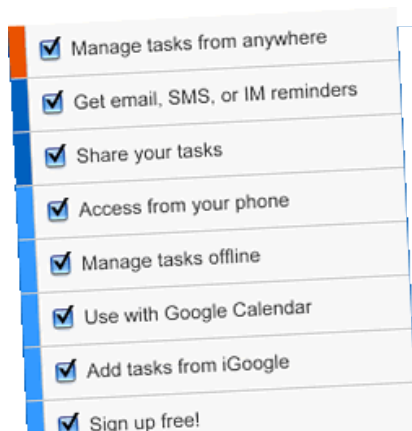 Manage tasks from anywhere
Get email, SMS, or IM reminders
Share your tasks
Access from your phone
Manage tasks offline
Use with Google Calendar
Add tasks from iGoogle
Sign up free!